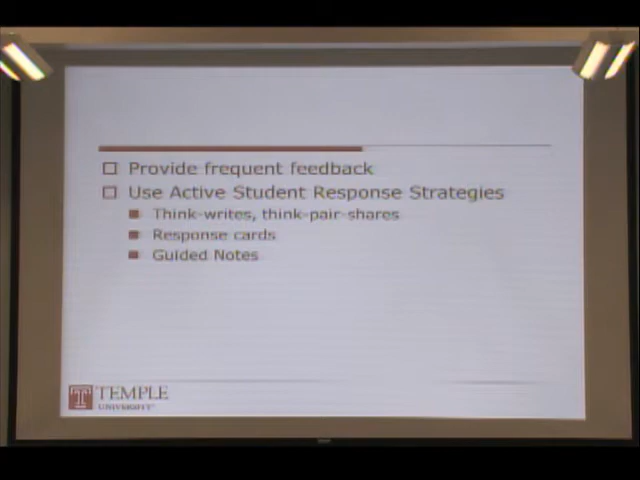 Provide frequent feedback
Use Active Student Response Strategies
Think-writes, think-pair-shares
Response cards
Guided Notes
TEMPLE
UNIVERSITY